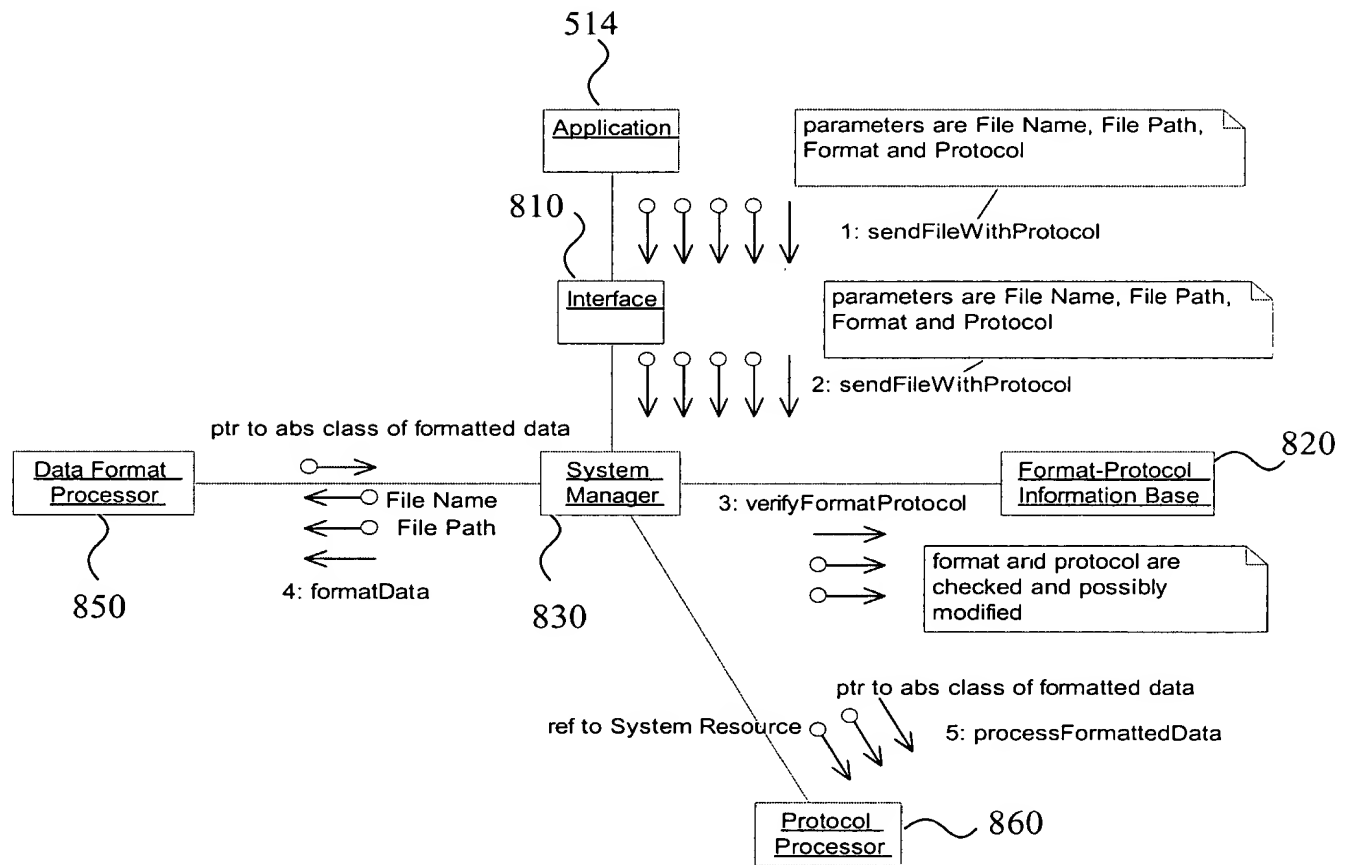 514
Application
parameters are File Name, File Path,
Format and Protocol
810
1: sendFileWithProtocol
Interface
parameters are File Name, File Path,
Format and Protocol
2: sendFileWithProtocol
ptr to abs class of formatted data
820
Data Format
Processor
System
Manager
Format-Protocol
Information Base
File Name
File Path
3: verifyFormatProtocol
4: formatData
format and protocol are
checked and possibly
modified
850
830
ptr to abs class of formatted data
ref to System Resource
5: processFormattedData
Protocol
Processor
860